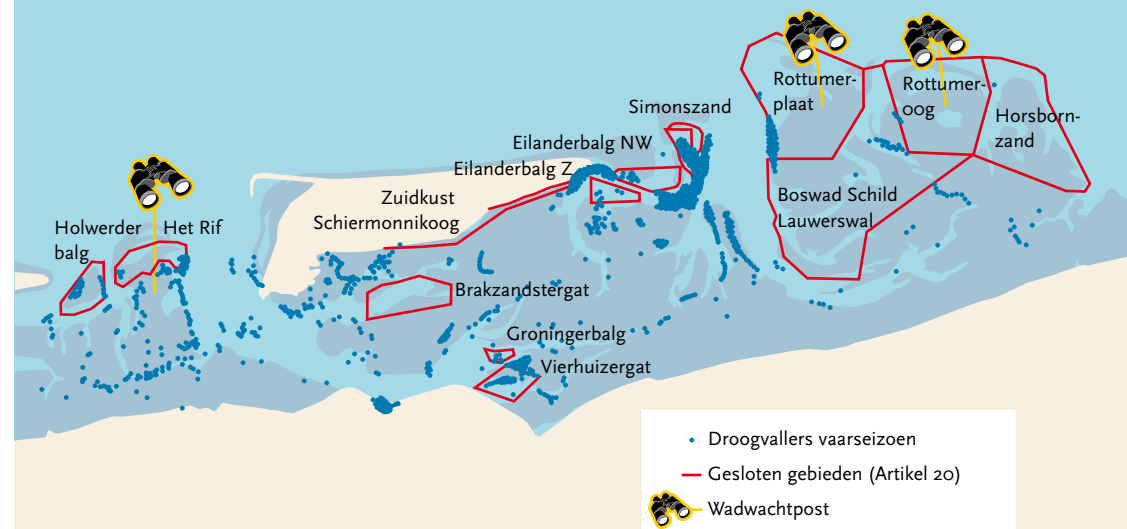 Rottumer-
plaat
Rottumer-
oog
Horsborn-
zand
Simonszand
Eilanderbalg NW
Eilanderbalg Z
Zuidkust
Schiermonnikoog
Boswad Schild
Lauwerswal
Holwerder
balg
Het Rif
Brakzandstergat
Groningerbalg
Vierhuizergat
Droogvallers vaarseizoen
Gesloten gebieden (Artikel 20)
Wadwachtpost